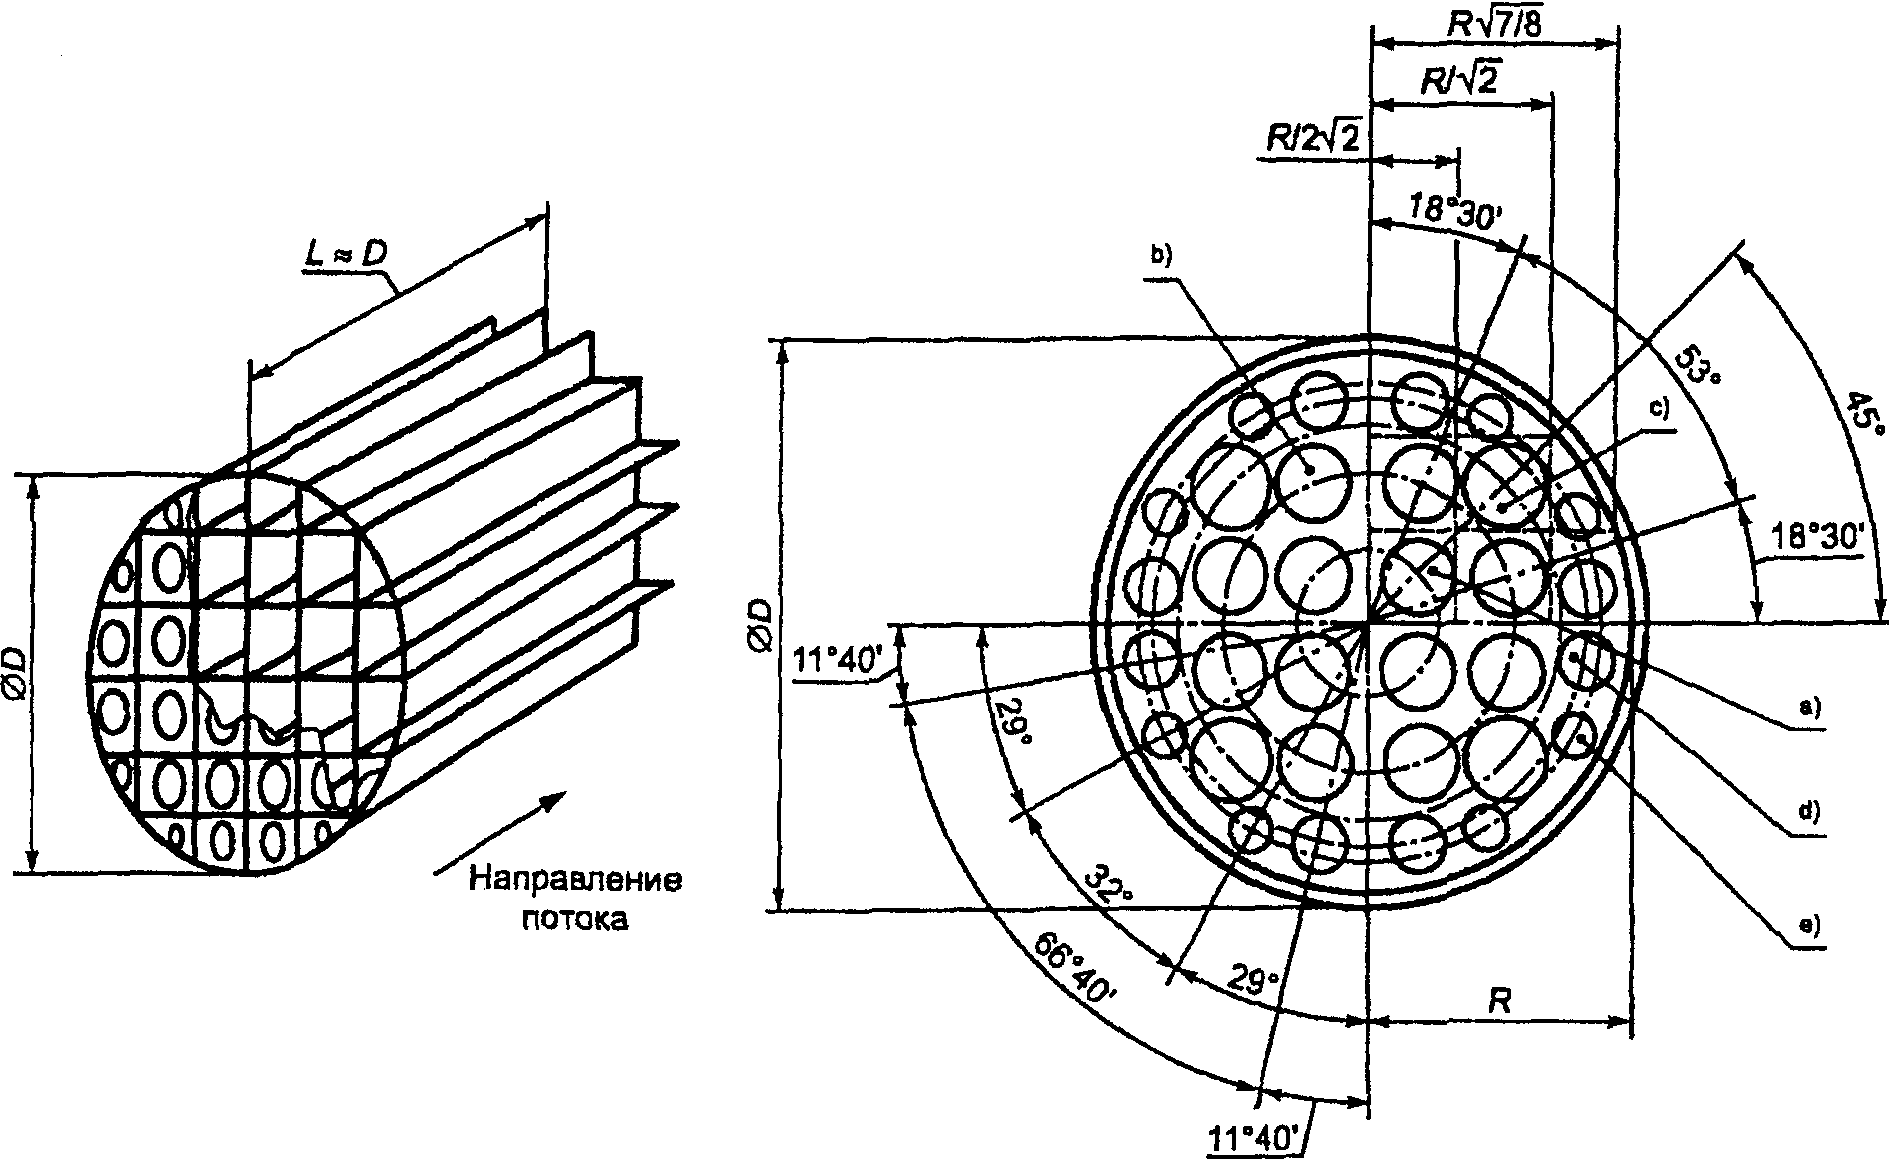 R√7/8
R/√2
R/2√2
18°30'
b)
L ≈ D
53°
c)
45°
18°30'
ØD
ØD
11°40'
29°
a)
32°
d)
66°40'
29°
e)
R
11°40'
Направление
потока